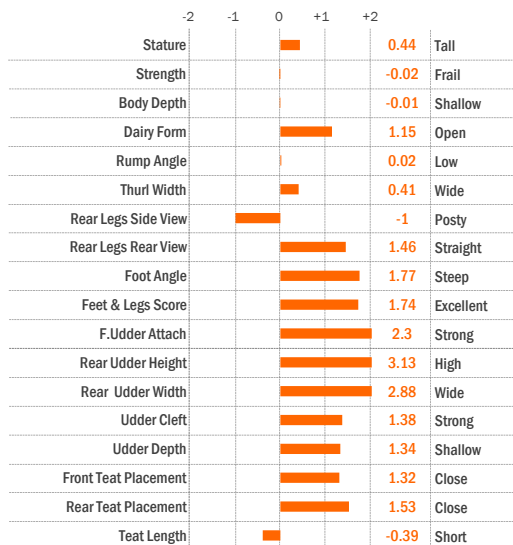 -2 -1 0 +1 +2
Stature 0.44 Tall
Strength -0.02 Frail
Body Depth -0.01 Shallow
Dairy Form 1.15 Open
Rump Angle 0.02 Low
Thurl Width 0.41 Wide
Rear Legs Side View -1 Posty
Rear Legs Rear View 1.46 Straight
Foot Angle 1.77 Steep
Feet & Legs Score 1.74 Excellent
F.Udder Attach 2.3 Strong
Rear Udder Height 3.13 High
Rear Udder Width 2.88 Wide
Udder Cleft 1.38 Strong
Udder Depth 1.34 Shallow
Front Teat Placement 1.32 Close
Rear Teat Placement 1.53 Close
Teat Length -0.39 Short